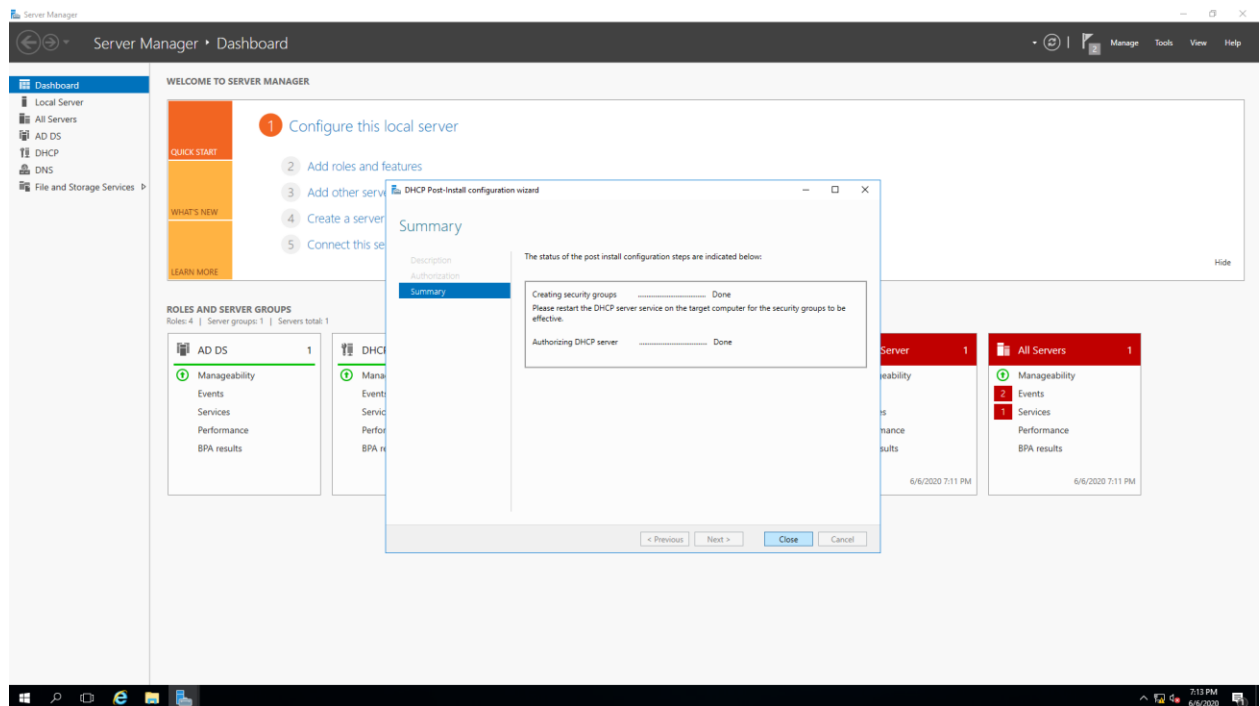 Server Manager
Server Manager ‣ Dashboard
2
Manage Tools View Help
Dashboard
Local Server
All Servers
AD DS
DHCP
DNS
File and Storage Services
WELCOME TO SERVER MANAGER
QUICK START
WHAT'S NEW
LEARN MORE
1 Configure this local server
2 Add roles and features
3 Add other serve
4 Create a server
5 Connect this se
Hide
ROLES AND SERVER GROUPS
Roles: 4 | Server groups: 1 | Servers total: 1
AD DS 1
Manageability
Events
Services
Performance
BPA results
DHCP
Mana
Event
Servic
Perfor
BPA re
DHCP Post-Install configuration wizard
Summary
Description
Authorization
Summary
The status of the post install configuration steps are indicated below:
Creating security groups ................................. Done
Please restart the DHCP server service on the target computer for the security groups to be
effective.
Authorizing DHCP server ................................. Done
< Previous Next > Close Cancel
Server 1
eability
s
mance
sults
6/6/2020 7:11 PM
All Servers 1
Manageability
2 Events
1 Services
Performance
BPA results
6/6/2020 7:11 PM
7:13 PM
6/6/2020